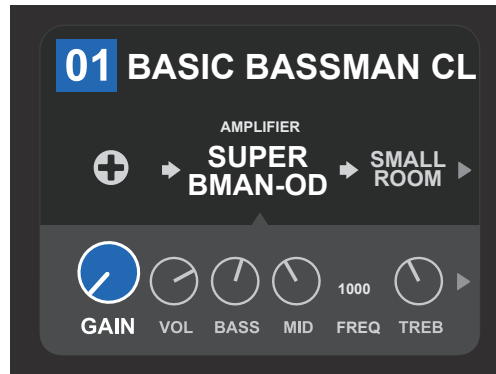 01 BASIC BASSMAN CL
AMPLIFIER
SUPER
BMAN-OD
SMALL
ROOM
1000
GAIN VOL BASS MID FREQ TREB